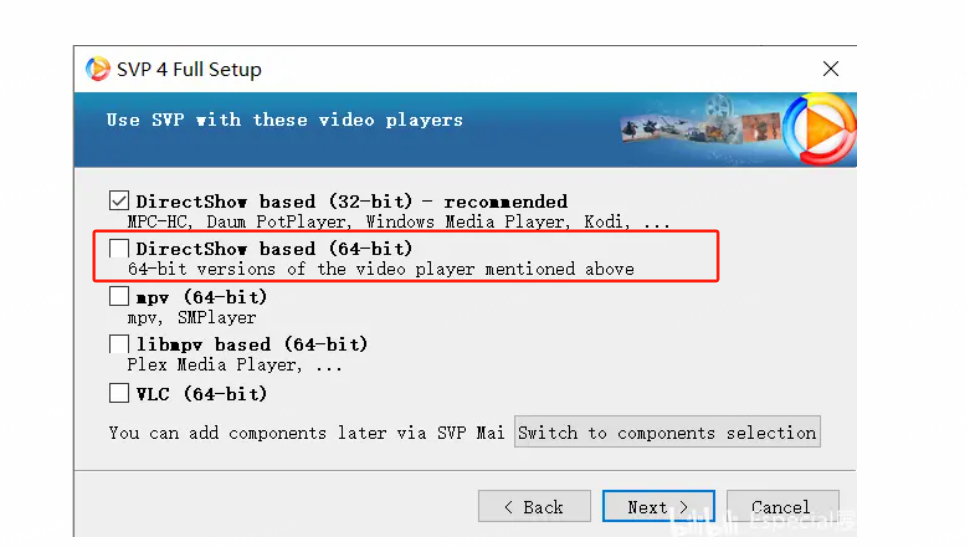 SVP 4 Full Setup
Use SVP with these video players
DirectShow based (32-bit) - recommended
MPC-HC, Daum PotPlayer, Windows Media Player, Kodi, ...
DirectShow based (64-bit)
64-bit versions of the video player mentioned above
mpv (64-bit)
mpv, SMPlayer
libmpv based (64-bit)
Plex Media Player, ...
VLC (64-bit)
You can add components later via SVP Mai Switch to components selection
< Back Next > Cancel
bilibili